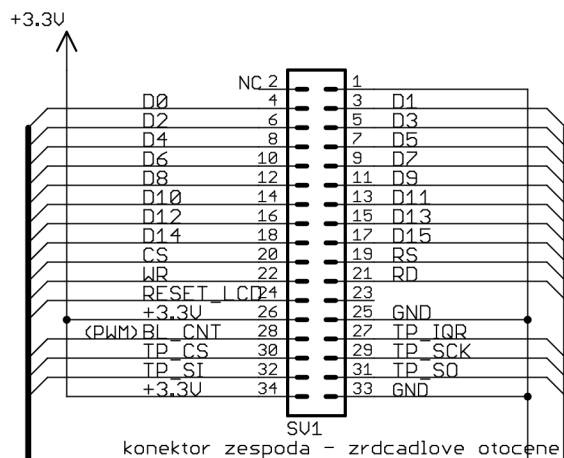 +3.3V
NC 2 1
D0 4 3 D1
D2 6 5 D3
D4 8 7 D5
D6 10 9 D7
D8 12 11 D9
D10 14 13 D11
D12 16 15 D13
D14 18 17 D15
CS 20 19 RS
WR 22 21 RD
RESET_LCD 24 23
+3.3V 26 25 GND
(PWM) BL_CNT 28 27 TP_IQR
TP_CS 30 29 TP_SCK
TP_SI 32 31 TP_SO
+3.3V 34 33 GND
SV1
konektor zespoda - zrdcadlove otocene